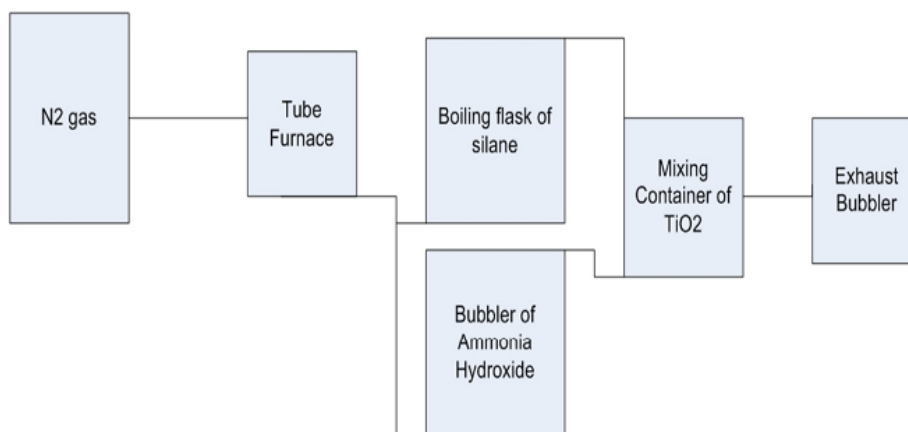 N2 gas
Tube
Furnace
Boiling flask of
silane
Bubbler of
Ammonia
Hydroxide
Mixing
Container of
TiO2
Exhaust
Bubbler